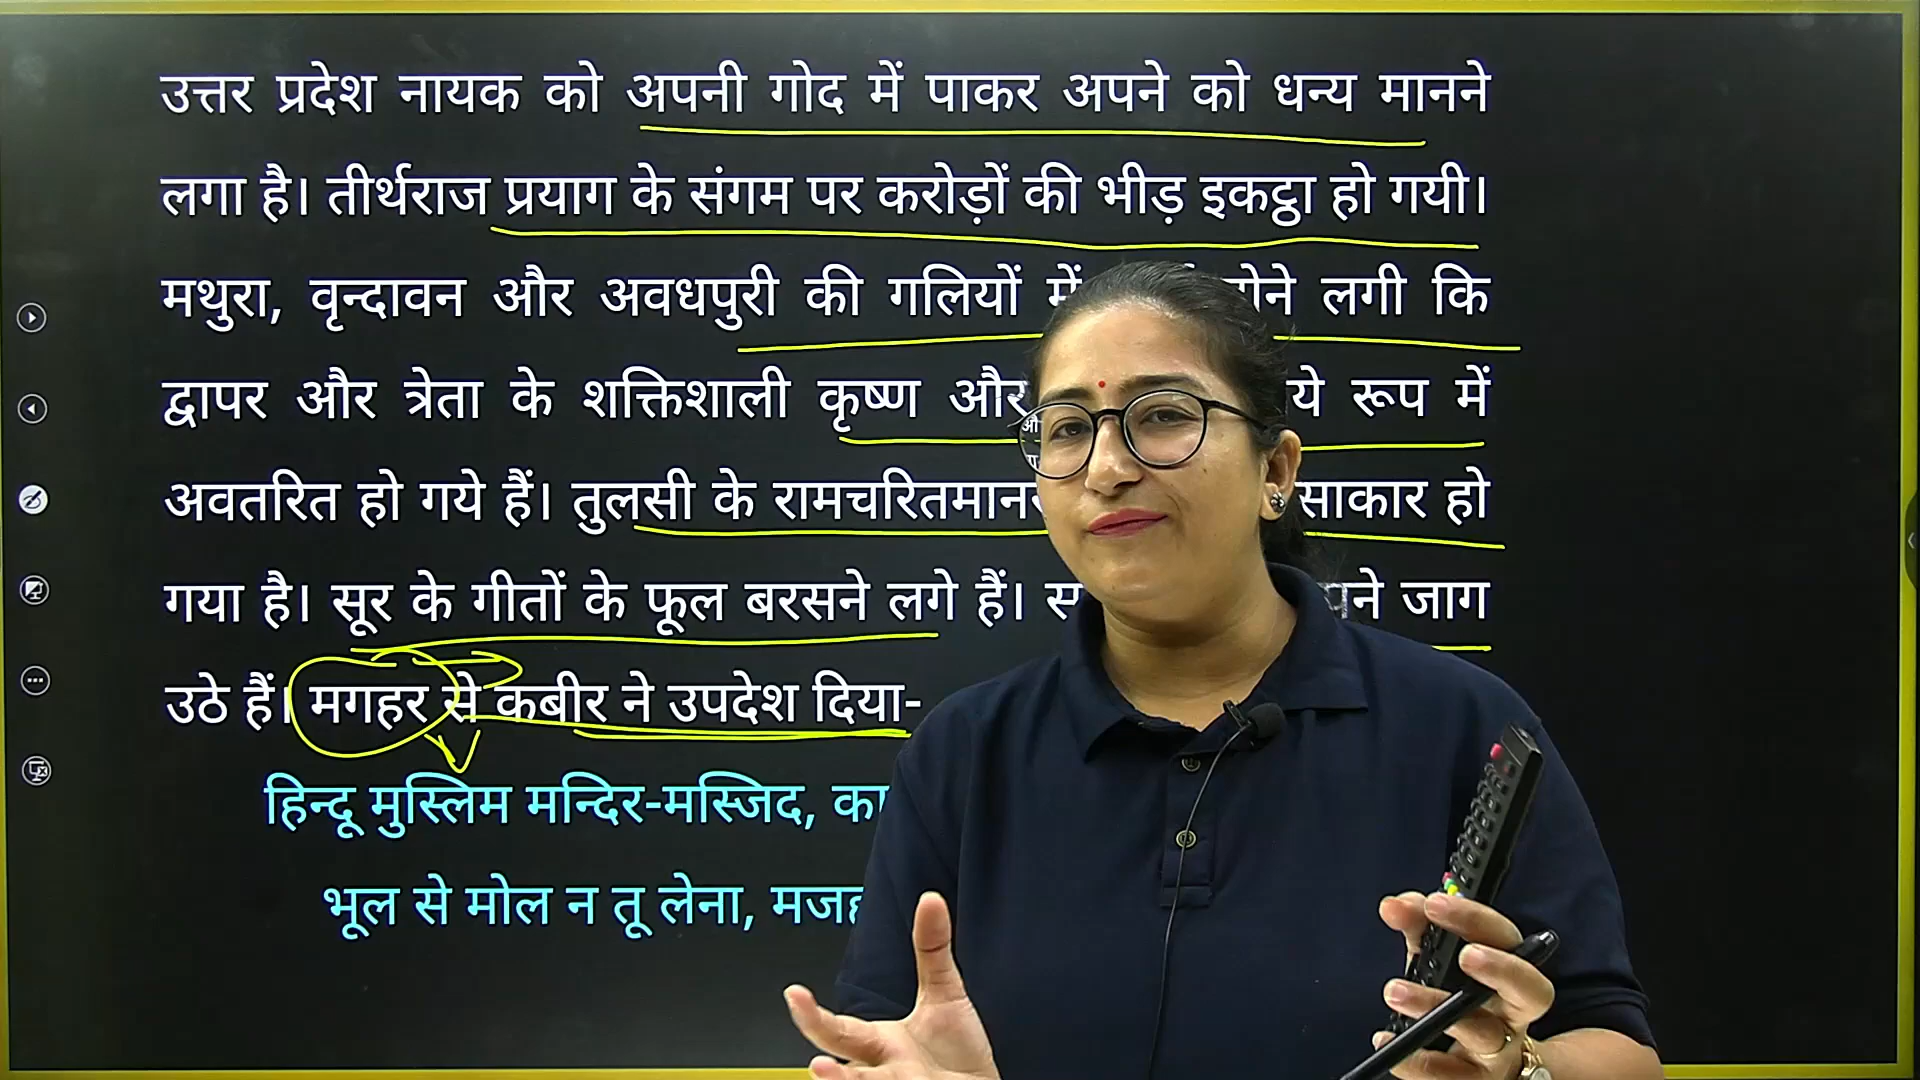 उत्तर प्रदेश नायक को अपनी गोद में पाकर अपने को धन्य मानने
लगा है। तीर्थराज प्रयाग के संगम पर करोड़ों की भीड़ इकट्ठा हो गयी।
मथुरा, वृन्दावन और अवधपुरी की गलियों में लगी कि
द्वापर और त्रेता के शक्तिशाली कृष्ण और रूप में
अवतरित हो गये हैं। तुलसी के साकार हो
गया है। सूर के गीतों के फूल बरसने लगे हैं। जाग
उठे हैं। मगहर से कबीर ने उपदेश दिया-
हिन्दू मुस्लिम मन्दिर-मस्जिद,
भूल से मोल न तू लेना,